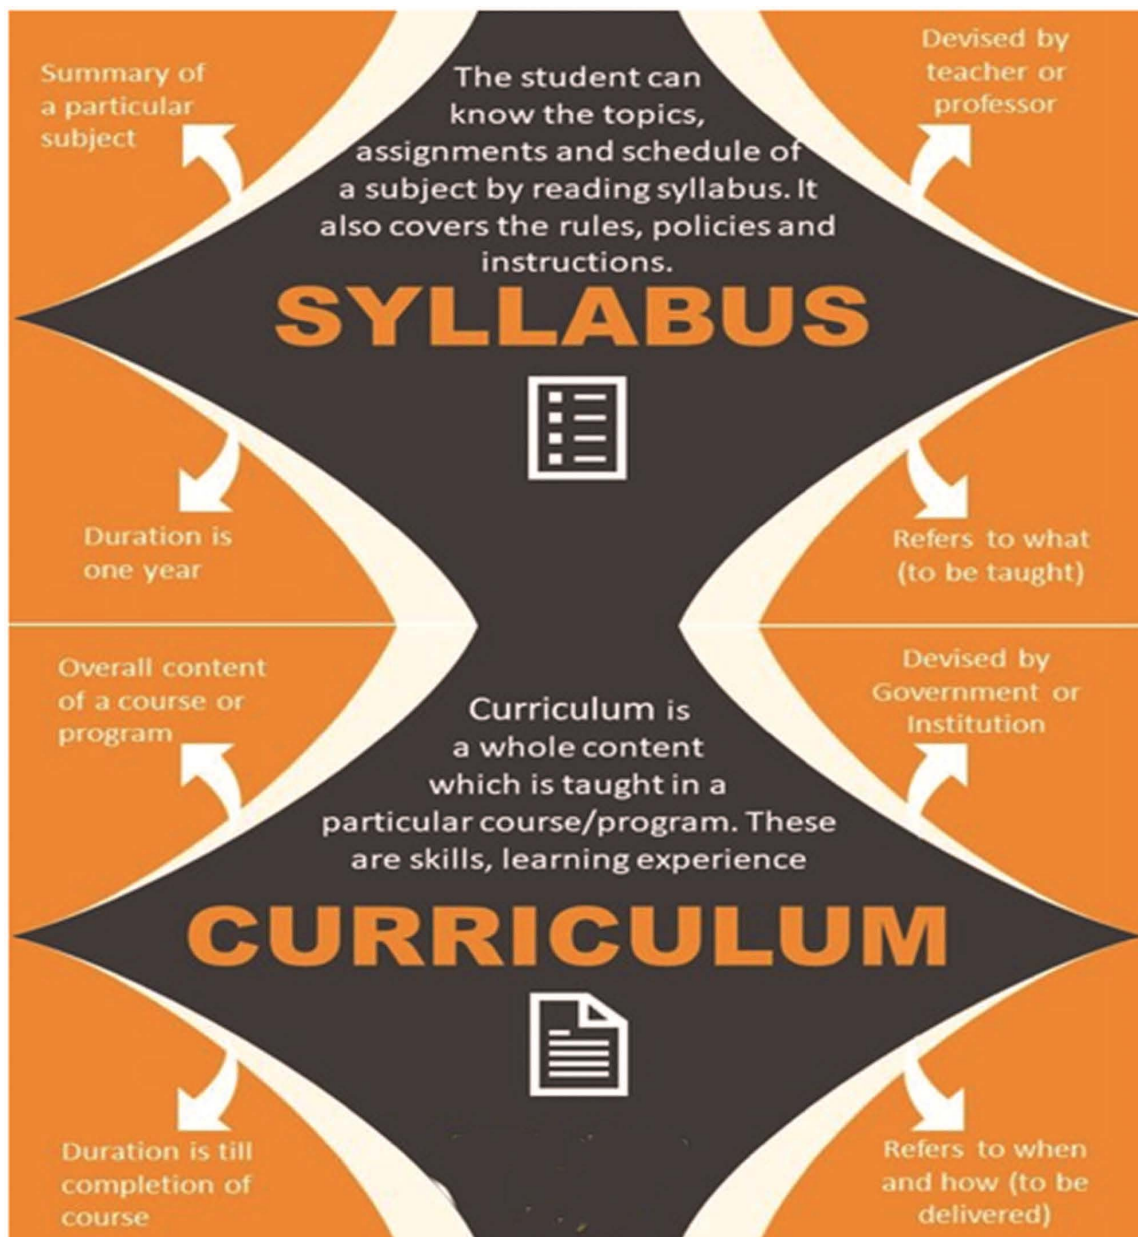 Summary of
a particular
subject
The student can
know the topics,
assignments and schedule of
a subject by reading syllabus. It
also covers the rules, policies and
instructions.
Devised by
teacher or
professor
SYLLABUS
Duration is
one year
Refers to what
(to be taught)
Overall content
of a course or
program
Curriculum is
a whole content
which is taught in a
particular course/program. These
are skills, learning experience
Devised by
Government or
Institution
CURRICULUM
Duration is till
completion of
course
Refers to when
and how (to be
delivered)